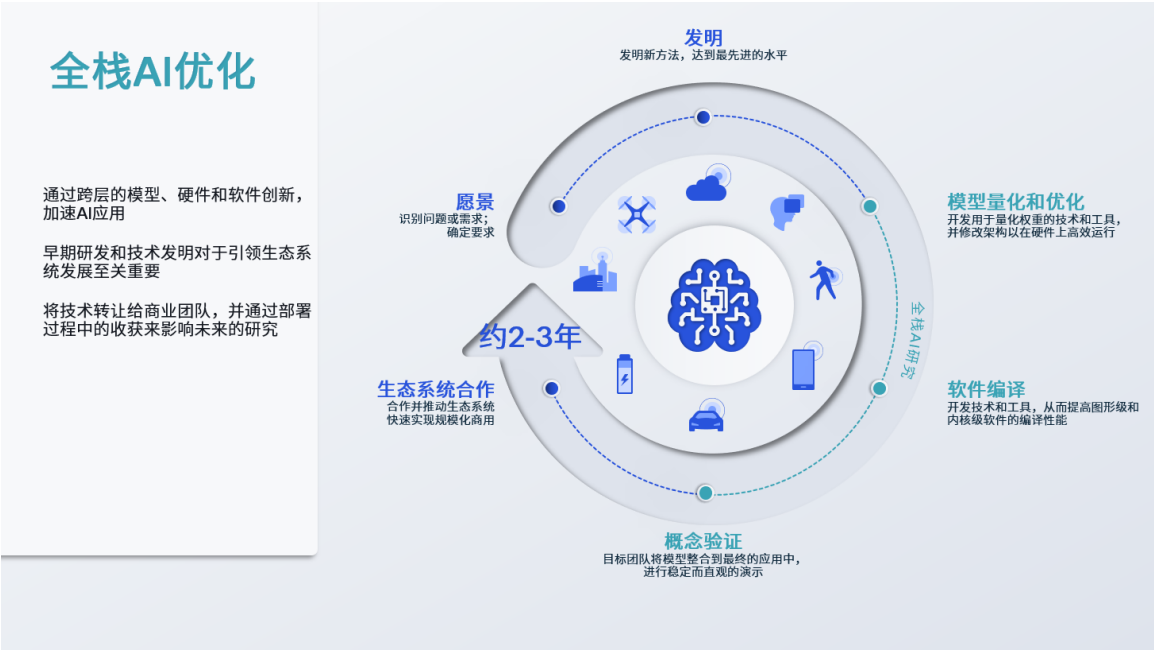 全栈AI优化
通过跨层的模型、硬件和软件创新，
加速AI应用
早期研发和技术发明对于引领生态系
统发展至关重要
将技术转让给商业团队，并通过部署
过程中的收获来影响未来的研究
发明
发明新方法，达到最先进的水平
愿景
识别问题或需求；
确定要求
模型量化和优化
开发用于量化权重的技术和工具，
并修改架构以在硬件上高效运行
全栈AI研究
约2-3年
生态系统合作
合作并推动生态系统
快速实现规模化商用
软件编译
开发技术和工具，从而提高图形级和
内核级软件的编译性能
概念验证
目标团队将模型整合到最终的应用中，
进行稳定而直观的演示